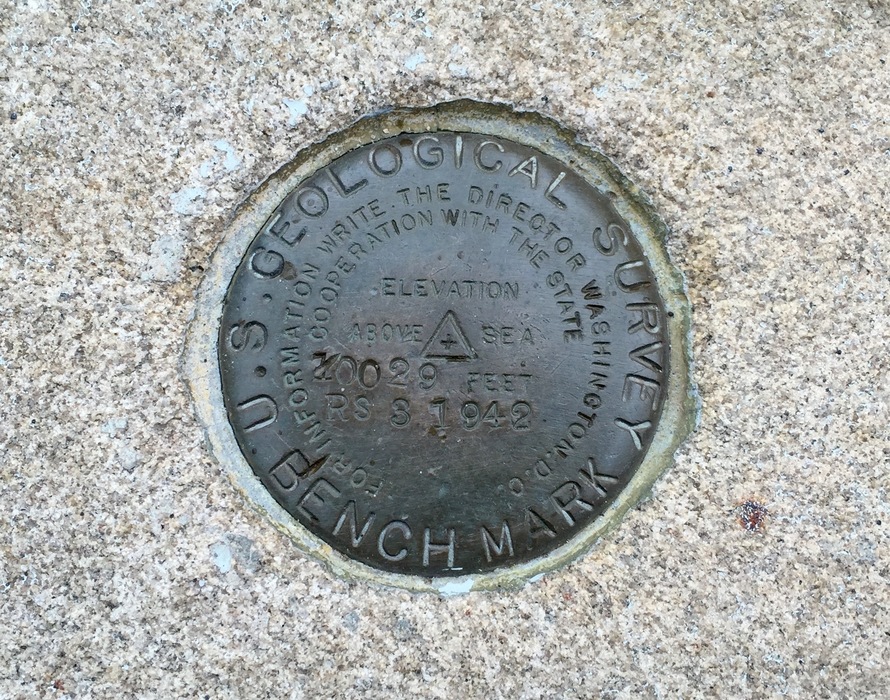 U.S. GEOLOGICAL SURVEY
FOR INFORMATION WRITE THE DIRECTOR WASHINGTON, D.C.
COOPERATION WITH THE STATE
ELEVATION
ABOVE SEA
FEET
RS 3 1942
BENCH MARK